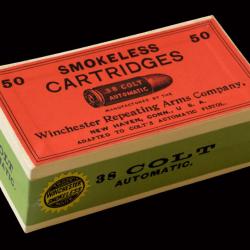 50 SMOKELESS 50
CARTRIDGES
.38 COLT
AUTOMATIC
MANUFACTURED BY THE
Winchester Repeating Arms Company.
NEW HAVEN, CONN., U.S.A.
ADAPTED TO COLT'S AUTOMATIC PISTOL.
38 COLT
AUTOMATIC.
WINCHESTER
SMOKELESS